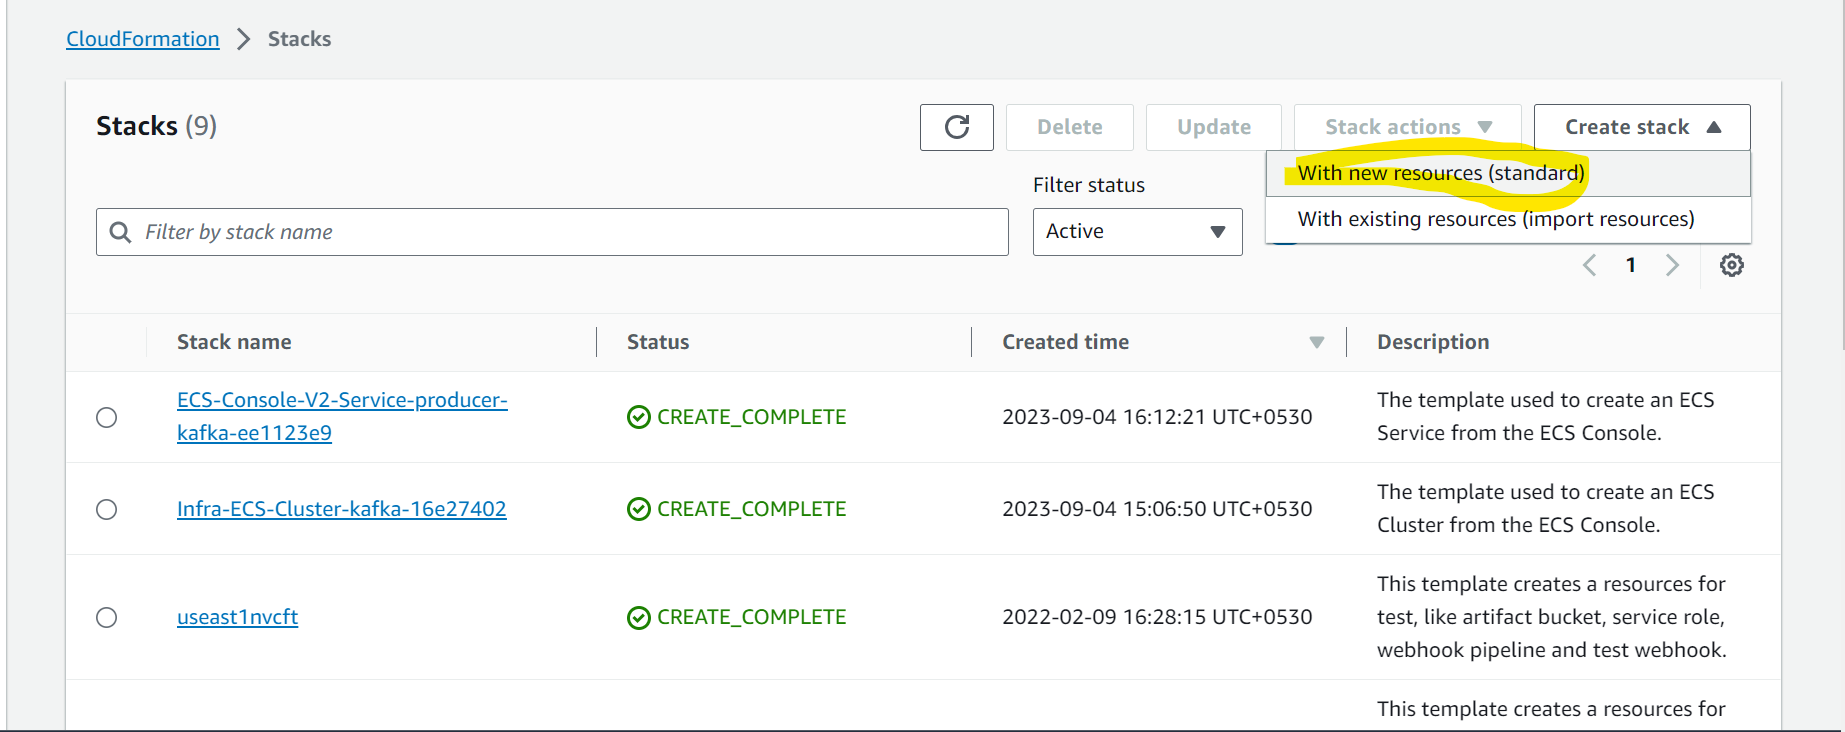 CloudFormation > Stacks
Stacks (9)
Delete
Update
Stack actions
Create stack
With new resources (standard)
With existing resources (import resources)
Filter status
Filter by stack name
Active
1
Stack name
Status
Created time
Description
ECS-Console-V2-Service-producer-
kafka-ee1123e9
CREATE_COMPLETE
2023-09-04 16:12:21 UTC+0530
The template used to create an ECS
Service from the ECS Console.
Infra-ECS-Cluster-kafka-16e27402
CREATE_COMPLETE
2023-09-04 15:06:50 UTC+0530
The template used to create an ECS
Cluster from the ECS Console.
useast1nvcft
CREATE_COMPLETE
2022-02-09 16:28:15 UTC+0530
This template creates a resources for
test, like artifact bucket, service role,
webhook pipeline and test webhook.
This template creates a resources for